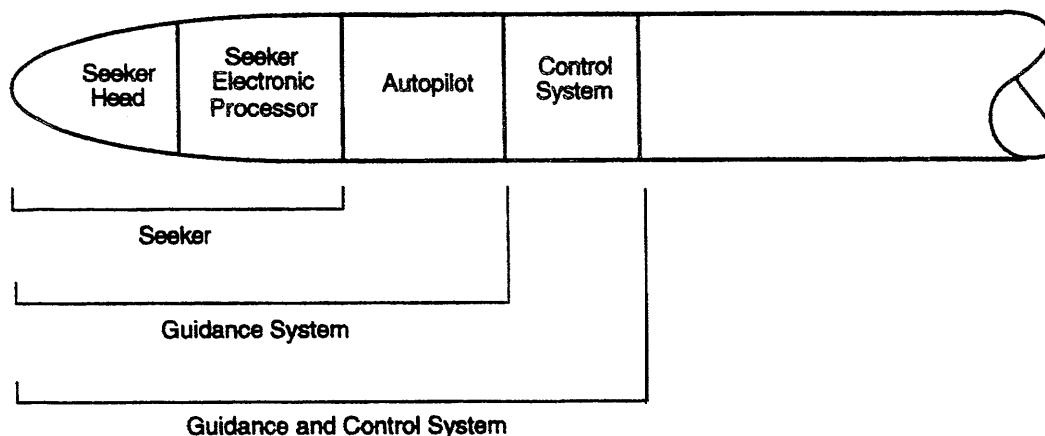 Seeker
Head
Seeker
Electronic
Processor
Autopilot
Control
System
Seeker
Guidance System
Guidance and Control System